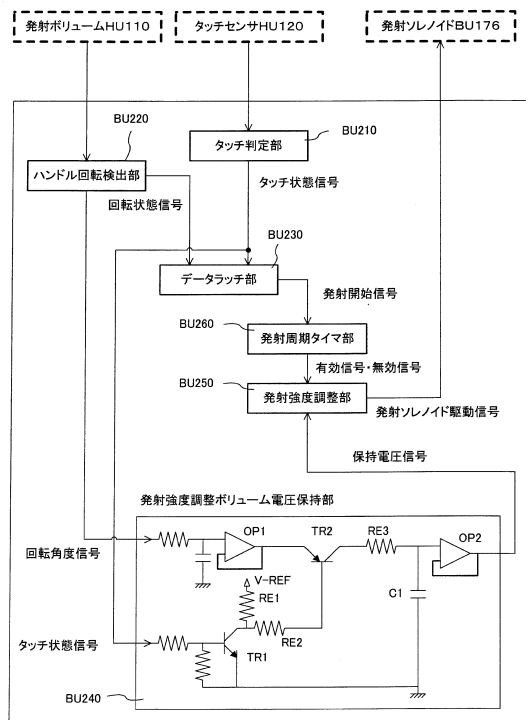 発射ボリュームHU110
タッチセンサHU120
発射ソレノイドBU176
BU220
BU210
タッチ判定部
ハンドル回転検出部
タッチ状態信号
回転状態信号
BU230
データラッチ部
発射開始信号
BU260
発射周期タイマ部
有効信号・無効信号
BU250
発射強度調整部
発射ソレノイド駆動信号
保持電圧信号
発射強度調整ボリューム電圧保持部
OP1
TR2
RE3
OP2
回転角度信号
V-REF
RE1
C1
RE2
タッチ状態信号
TR1
BU240